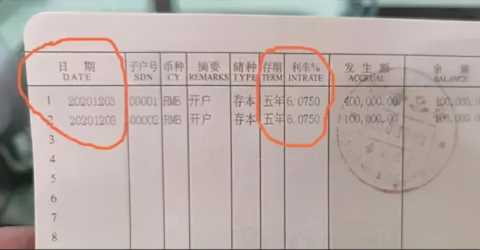 日 期 子户号 币种 摘要 储种 存期 利率% 发 生 额 余 额
DATE SDN CY REMARKS TYPE TERM INTRATE ACCRUAL BALANCE
1 20201203 00001 RMB 开户 存本 五年 6.0750 400,000.00
2 20201203 00002 RMB 开户 存本 五年 6.0750 100,000.00
3
4
5
6
7
8